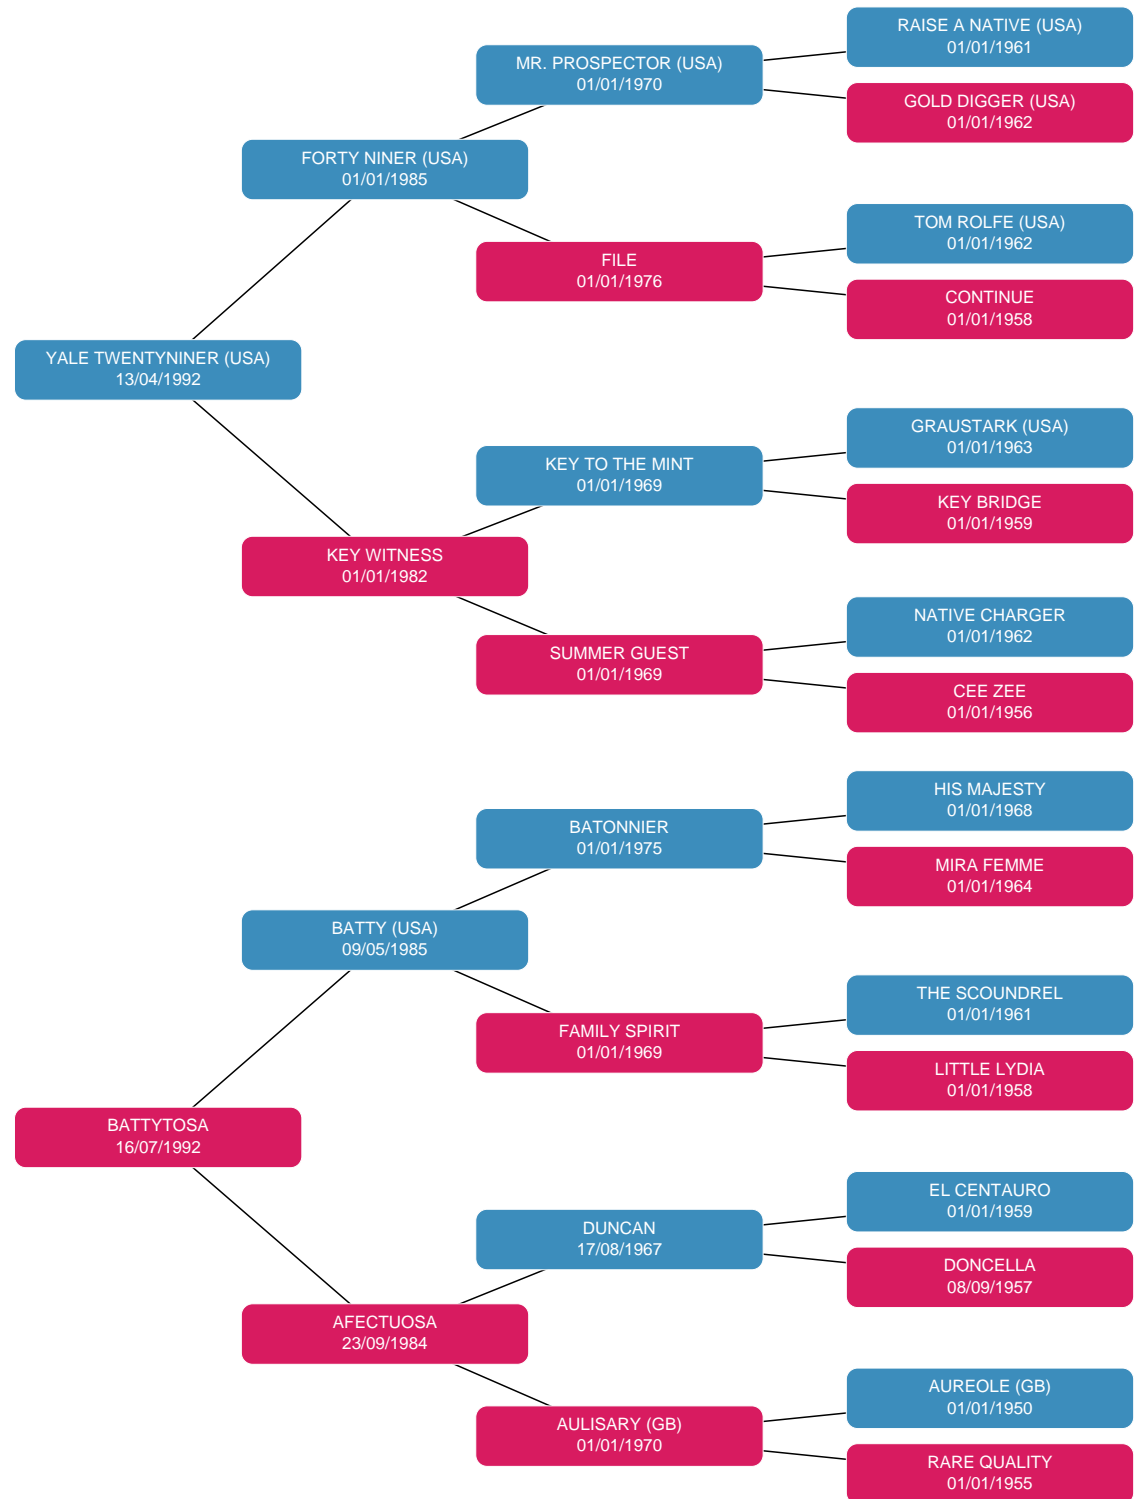 RAISE A NATIVE (USA)
01/01/1961
MR. PROSPECTOR (USA)
01/01/1970
GOLD DIGGER (USA)
01/01/1962
FORTY NINER (USA)
01/01/1985
TOM ROLFE (USA)
01/01/1962
FILE
01/01/1976
CONTINUE
01/01/1958
YALE TWENTYNINER (USA)
13/04/1992
GRAUSTARK (USA)
01/01/1963
KEY TO THE MINT
01/01/1969
KEY BRIDGE
01/01/1959
KEY WITNESS
01/01/1982
NATIVE CHARGER
01/01/1962
SUMMER GUEST
01/01/1969
CEE ZEE
01/01/1956
HIS MAJESTY
01/01/1968
BATONNIER
01/01/1975
MIRA FEMME
01/01/1964
BATTY (USA)
09/05/1985
THE SCOUNDREL
01/01/1961
FAMILY SPIRIT
01/01/1969
LITTLE LYDIA
01/01/1958
BATTYTOSA
16/07/1992
EL CENTAURO
01/01/1959
DUNCAN
17/08/1967
DONCELLA
08/09/1957
AFECTUOSA
23/09/1984
AUREOLE (GB)
01/01/1950
AULISARY (GB)
01/01/1970
RARE QUALITY
01/01/1955